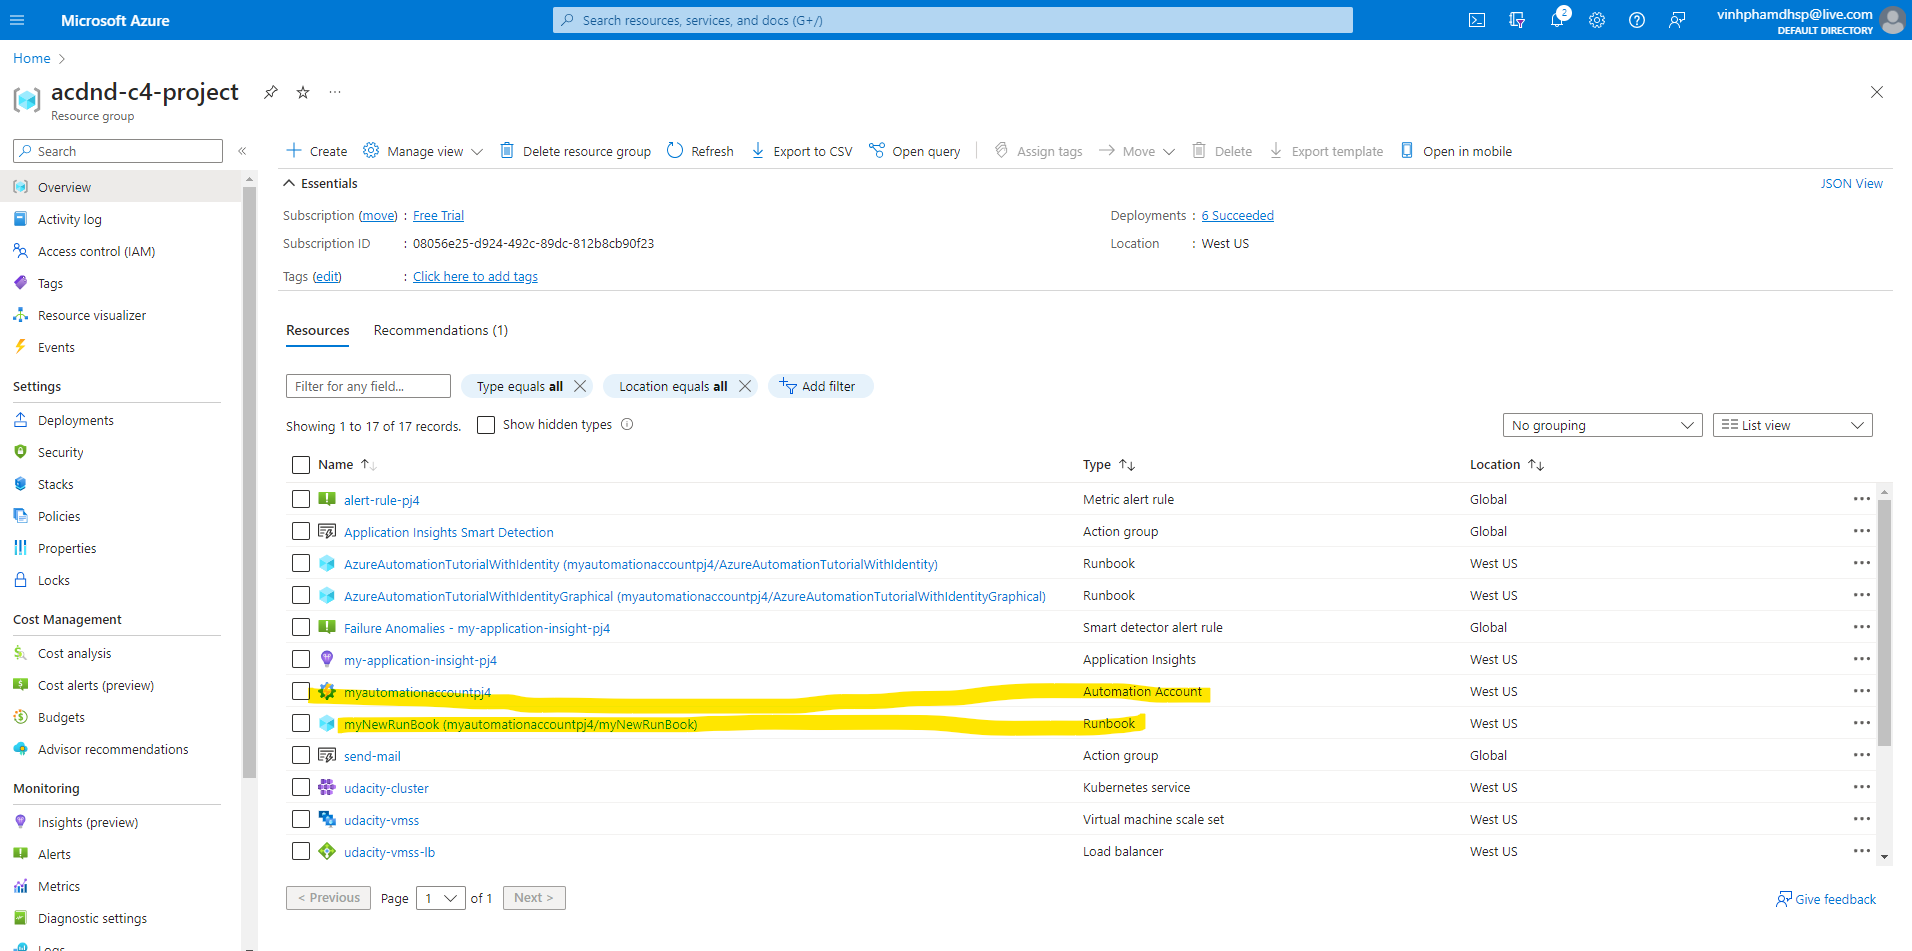 Microsoft Azure
Search resources, services, and docs (G+/)
2
vinhphamdhsp@live.com
DEFAULT DIRECTORY
Home
acdnd-c4-project
Resource group
Search
Create
Manage view
Delete resource group
Refresh
Export to CSV
Open query
Assign tags
Move
Delete
Export template
Open in mobile
Overview
Activity log
Access control (IAM)
Tags
Resource visualizer
Events
Settings
Deployments
Security
Stacks
Policies
Properties
Locks
Cost Management
Cost analysis
Cost alerts (preview)
Budgets
Advisor recommendations
Monitoring
Insights (preview)
Alerts
Metrics
Diagnostic settings
Logs
Essentials
JSON View
Subscription (move) : Free Trial
Deployments : 6 Succeeded
Subscription ID : 08056e25-d924-492c-89dc-812b8cb90f23
Location : West US
Tags (edit) : Click here to add tags
Resources
Recommendations (1)
Filter for any field...
Type equals all
Location equals all
Add filter
Showing 1 to 17 of 17 records.
Show hidden types
No grouping
List view
Name Type Location
alert-rule-pj4 Metric alert rule Global
Application Insights Smart Detection Action group Global
AzureAutomationTutorialWithIdentity (myautomationaccountpj4/AzureAutomationTutorialWithIdentity) Runbook West US
AzureAutomationTutorialWithIdentityGraphical (myautomationaccountpj4/AzureAutomationTutorialWithIdentityGraphical) Runbook West US
Failure Anomalies - my-application-insight-pj4 Smart detector alert rule Global
my-application-insight-pj4 Application Insights West US
myautomationaccountpj4 Automation Account West US
myNewRunBook (myautomationaccountpj4/myNewRunBook) Runbook West US
send-mail Action group Global
udacity-cluster Kubernetes service West US
udacity-vmss Virtual machine scale set West US
udacity-vmss-lb Load balancer West US
< Previous
Page 1 of 1
Next >
Give feedback